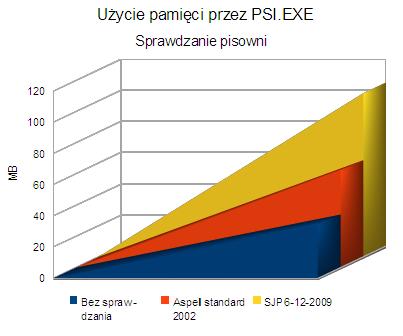 Użycie pamięci przez PSI.EXE
Sprawdzanie pisowni
120
100
80
60
40
20
0
MB
Bez spraw-
dzania
Aspell standard
2002
SJP 6-12-2009